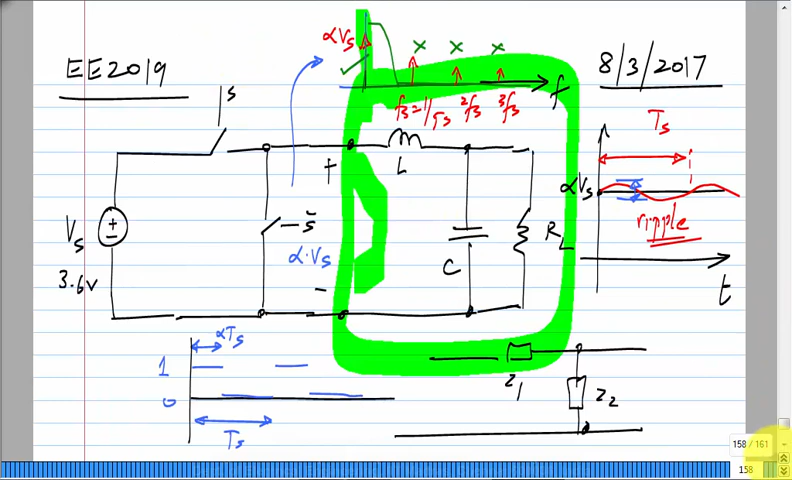 EE2019
8/3/2017
αVs
x x x
fs=1/Ts 2fs 3fs
f
s
+
L
Ts
αVs
ripple
t
Vs
±
s̄
α·Vs
3.6V
-
C
RL
αTs
1
0
Ts
Z1
Z2
158 / 161
158